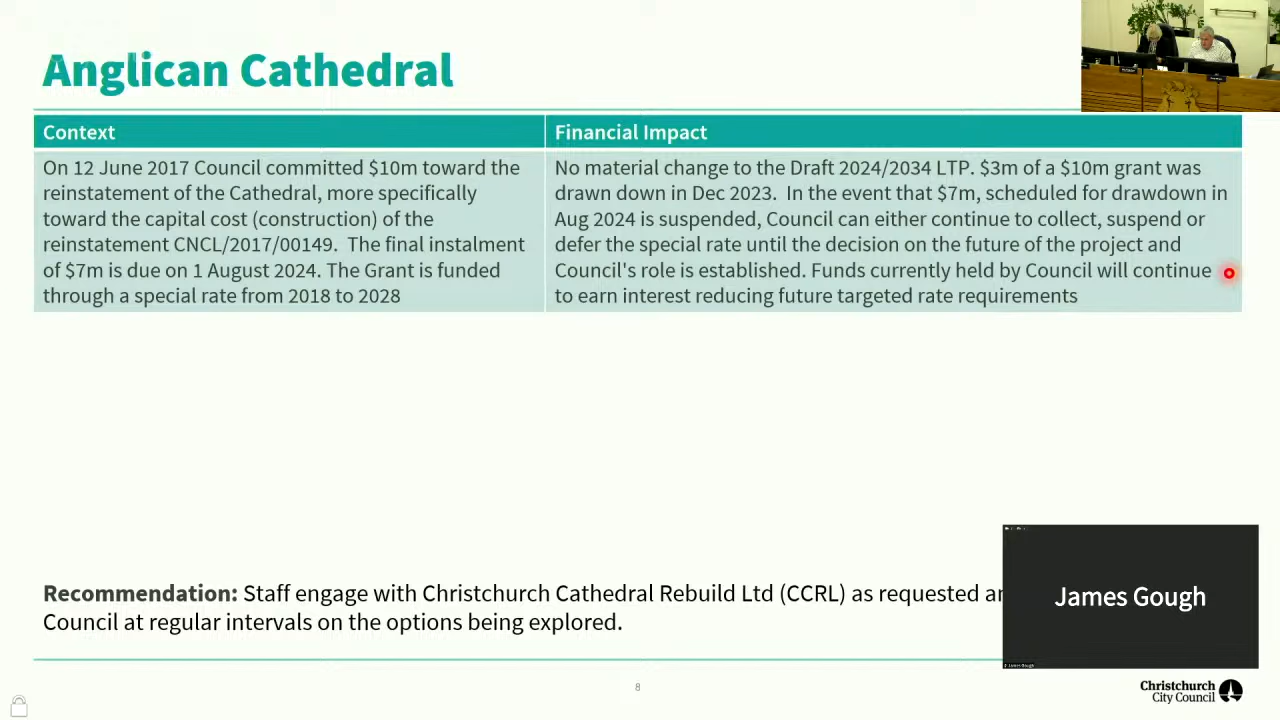 Anglican Cathedral
Context
Financial Impact
On 12 June 2017 Council committed $10m toward the
reinstatement of the Cathedral, more specifically
toward the capital cost (construction) of the
reinstatement CNCL/2017/00149.  The final instalment
of $7m is due on 1 August 2024. The Grant is funded
through a special rate from 2018 to 2028
No material change to the Draft 2024/2034 LTP. $3m of a $10m grant was
drawn down in Dec 2023.  In the event that $7m, scheduled for drawdown in
Aug 2024 is suspended, Council can either continue to collect, suspend or
defer the special rate until the decision on the future of the project and
Council's role is established. Funds currently held by Council will continue
to earn interest reducing future targeted rate requirements
Recommendation: Staff engage with Christchurch Cathedral Rebuild Ltd (CCRL) as requested
Council at regular intervals on the options being explored.
James Gough
James Gough
8
Christchurch
City Council